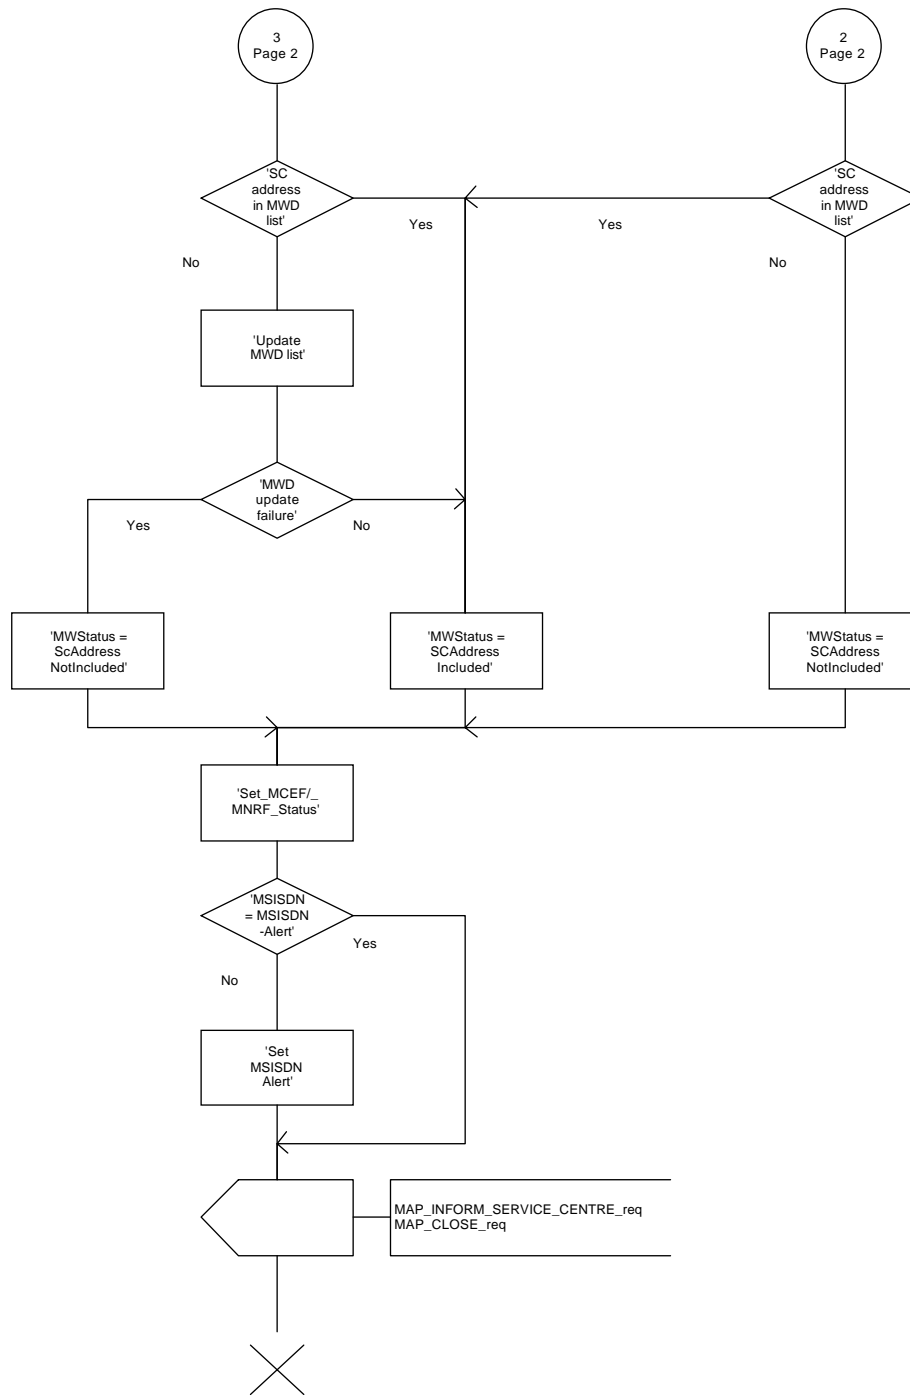 3
Page 2
2
Page 2
'SC
address
in MWD
list'
'SC
address
in MWD
list'
Yes
Yes
No
No
'Update
MWD list'
'MWD
update
failure'
Yes
No
'MWStatus =
ScAddress
NotIncluded'
'MWStatus =
SCAddress
Included'
'MWStatus =
SCAddress
NotIncluded'
'Set_MCEF/_
MNRF_Status'
'MSISDN
= MSISDN
-Alert'
Yes
No
'Set
MSISDN
Alert'
MAP_INFORM_SERVICE_CENTRE_req
MAP_CLOSE_req